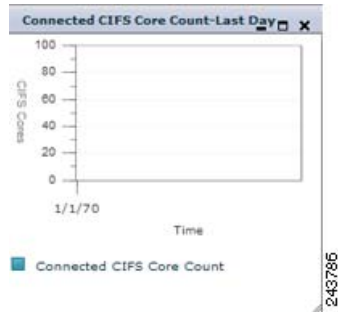 Connected CIFS Core Count-Last Day
100
80
60
40
20
0
CIFS Cores
1/1/70
Time
Connected CIFS Core Count
243786